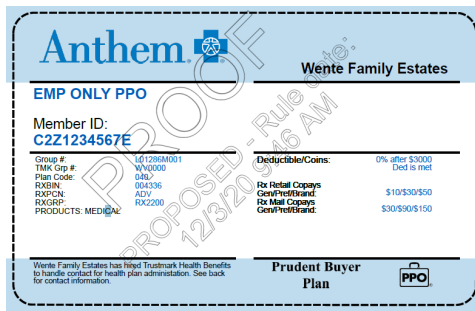 Anthem
Wente Family Estates
EMP ONLY PPO
Member ID:
C2Z1234567E
Group #: L01286M001
TMK Grp #: WV0000
Plan Code: 040
RXBIN: 004336
RXPCN: ADV
RXGRP: RX2200
PRODUCTS: MEDICAL
Deductible/Coins: 0% after $3000
Ded is met
Rx Retail Copays
Gen/Pref/Brand: $10/$30/$50
Rx Mail Copays
Gen/Pref/Brand: $30/$90/$150
PROOF
PROPOSED - Rule date:
12/3/20 9:46 AM
Wente Family Estates has hired Trustmark Health Benefits
to handle contact for health plan administation. See back
for contact information.
Prudent Buyer
Plan
PPO